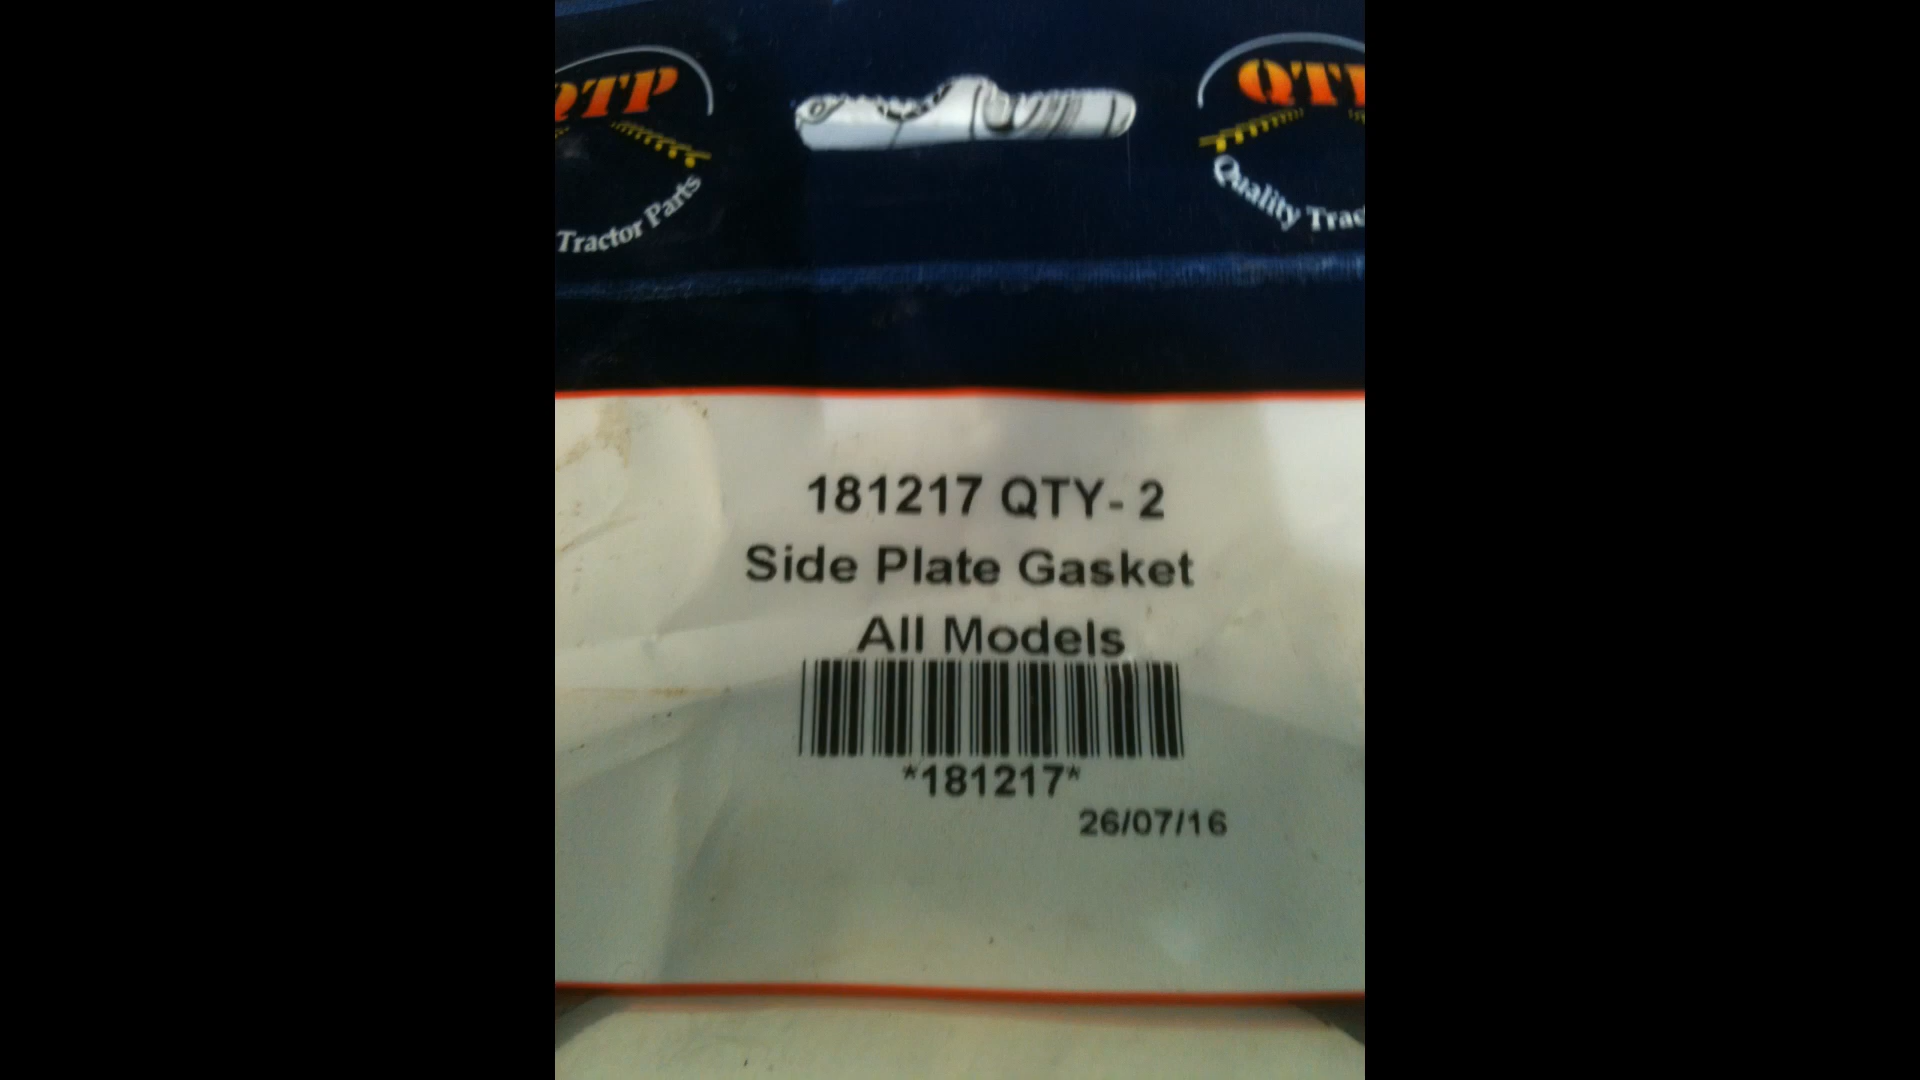 QTP
Tractor Parts
QTP
Quality Trac
181217 QTY- 2
Side Plate Gasket
All Models
*181217*
26/07/16